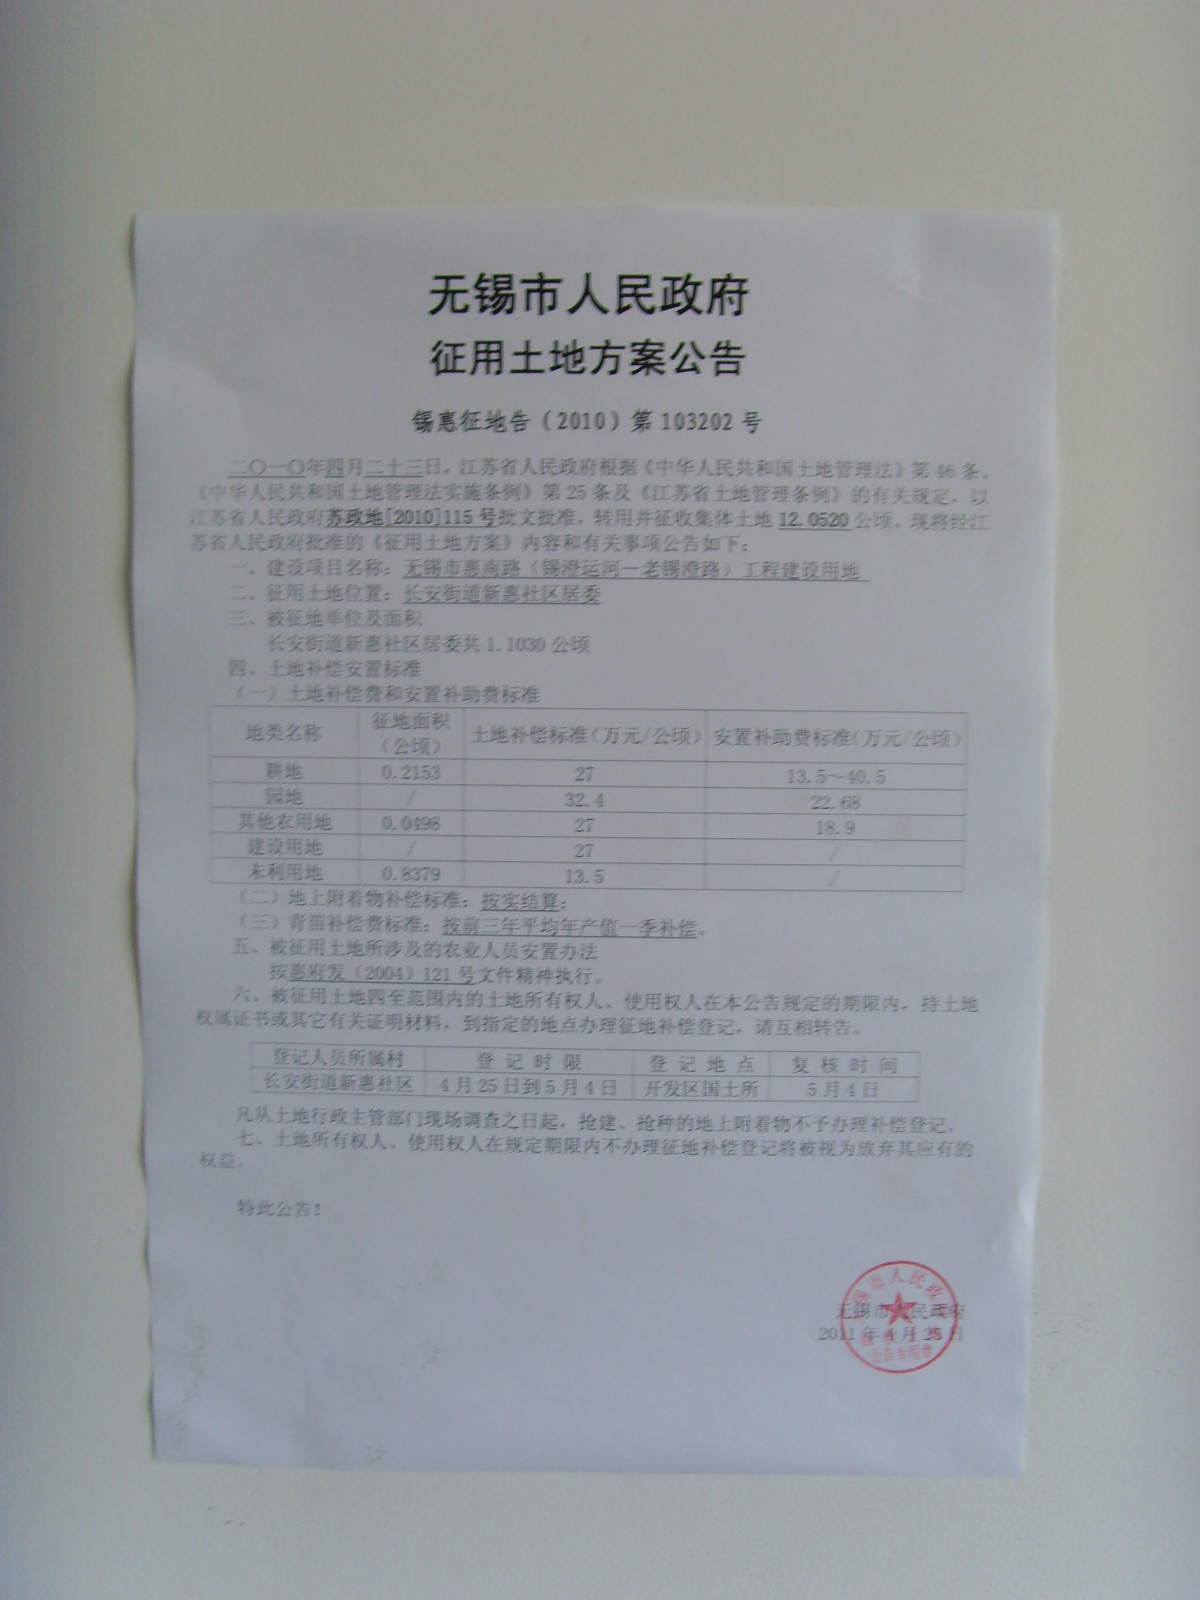 无锡市人民政府
征用土地方案公告
锡惠征地告（2010）第103202号
二〇一〇年四月二十三日，江苏省人民政府根据《中华人民共和国土地管理法》第46条、
《中华人民共和国土地管理法实施条例》第25条及《江苏省土地管理条例》的有关规定，以
江苏省人民政府苏政地[2010]115号批文批准，转用并征收集体土地12.0520公顷。现将经江
苏省人民政府批准的《征用土地方案》内容和有关事项公告如下：
一、建设项目名称：无锡市惠南路（锡澄运河－老锡澄路）工程建设用地
二、征用土地位置：长安街道新惠社区居委
三、被征地单位及面积
长安街道新惠社区居委共1.1030公顷
四、土地补偿安置标准
（一）土地补偿费和安置补助费标准
地类名称 征地面积（公顷） 土地补偿标准（万元/公顷） 安置补助费标准（万元/公顷）
耕地 0.2153 27 13.5～40.5
园地 / 32.4 22.68
其他农用地 0.0498 27 18.9
建设用地 / 27 /
未利用地 0.8379 13.5 /
（二）地上附着物补偿标准：按实结算；
（三）青苗补偿费标准：按前三年平均年产值一季补偿。
五、被征用土地所涉及的农业人员安置办法
按惠府发（2004）121号文件精神执行。
六、被征用土地四至范围内的土地所有权人、使用权人在本公告规定的期限内，持土地
权属证书或其它有关证明材料，到指定的地点办理征地补偿登记，请互相转告。
登记人员所属村 登记时限 登记地点 复核时间
长安街道新惠社区 4月25日到5月4日 开发区国土所 5月4日
凡从土地行政主管部门现场调查之日起，抢建、抢种的地上附着物不予办理补偿登记。
七、土地所有权人、使用权人在规定期限内不办理征地补偿登记将被视为放弃其应有的
权益。
特此公告！
无锡市人民政府
2011年4月25日
公告专用章